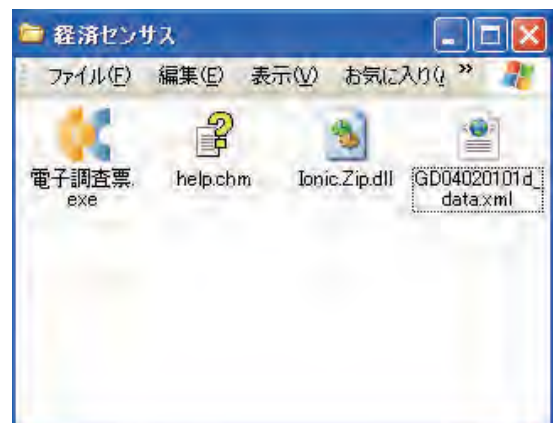 経済センサス
ファイル(F) 編集(E) 表示(V) お気に入り( »
電子調査票.
exe
help.chm
Ionic.Zip.dll
GD04020101d_
data.xml